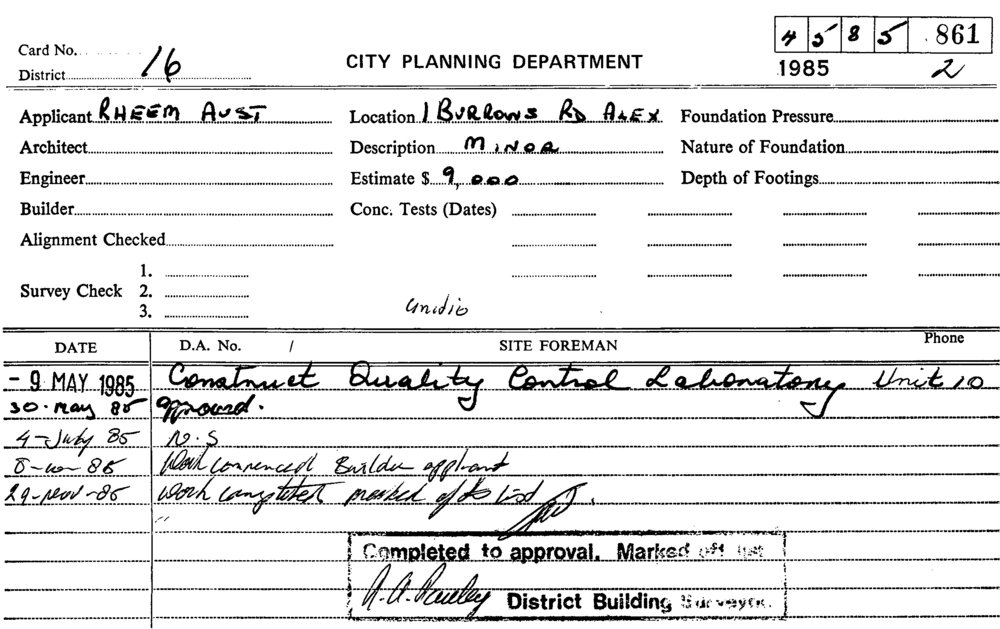 4 5 8 5 861
Card No.
District 16
CITY PLANNING DEPARTMENT
1985 2
Applicant RHEEM AUST Location 1 BURROWS RD ALEX Foundation Pressure
Architect Description MINOR Nature of Foundation
Engineer Estimate $ 9,000 Depth of Footings
Builder Conc. Tests (Dates)
Alignment Checked
1.
Survey Check 2.
3.
DATE D.A. No. / SITE FOREMAN Phone
- 9 MAY 1985 Construct Quality Control Laboratory Unit 10
30. May 85 Approved.
4-July 85 N.S
85 Work commenced Builder applicant
29-Nov-85 work completed marked off list
Completed to approval. Marked off list
District Building Surveyor.